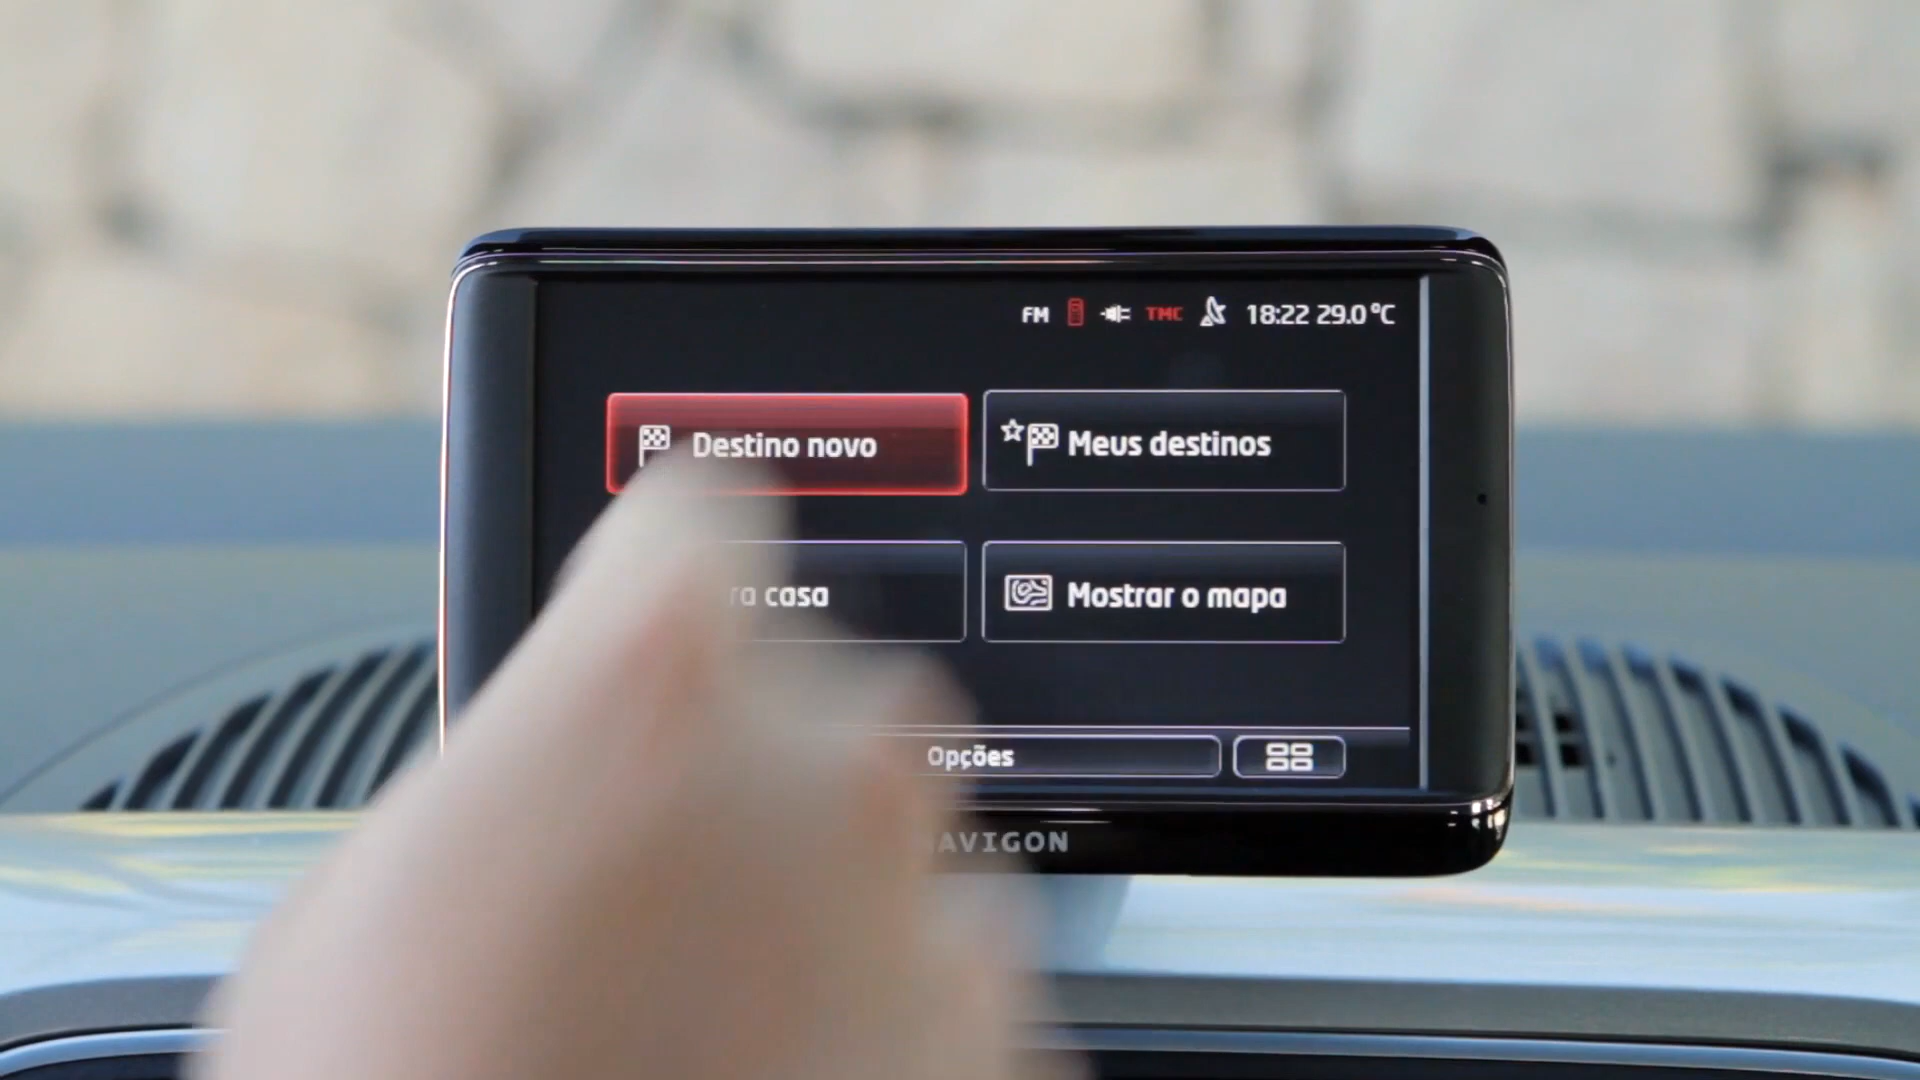 FM TMC 18:22 29.0°C
Destino novo
Meus destinos
casa
Mostrar o mapa
Opções
AVIGON